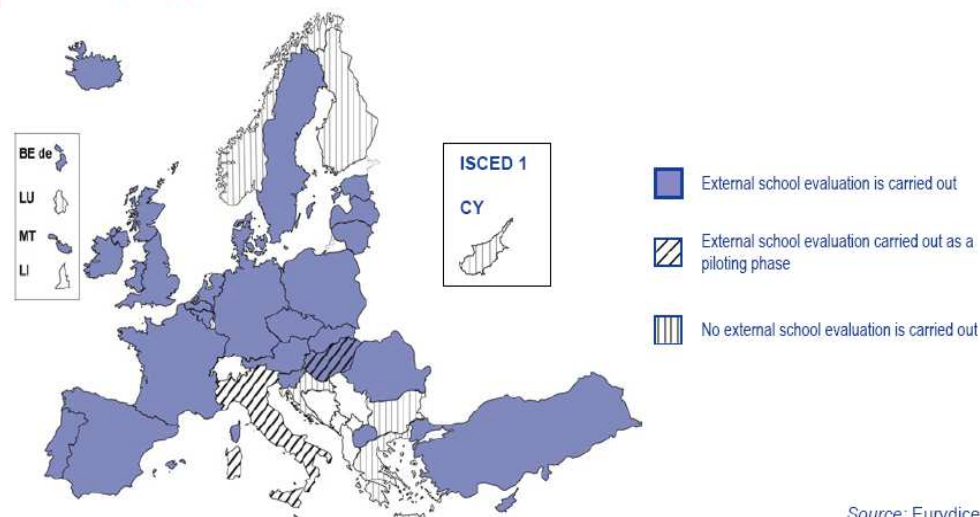 BE de
LU
MT
LI
ISCED 1
CY
External school evaluation is carried out
External school evaluation carried out as a
piloting phase
No external school evaluation is carried out
Source: Eurydice